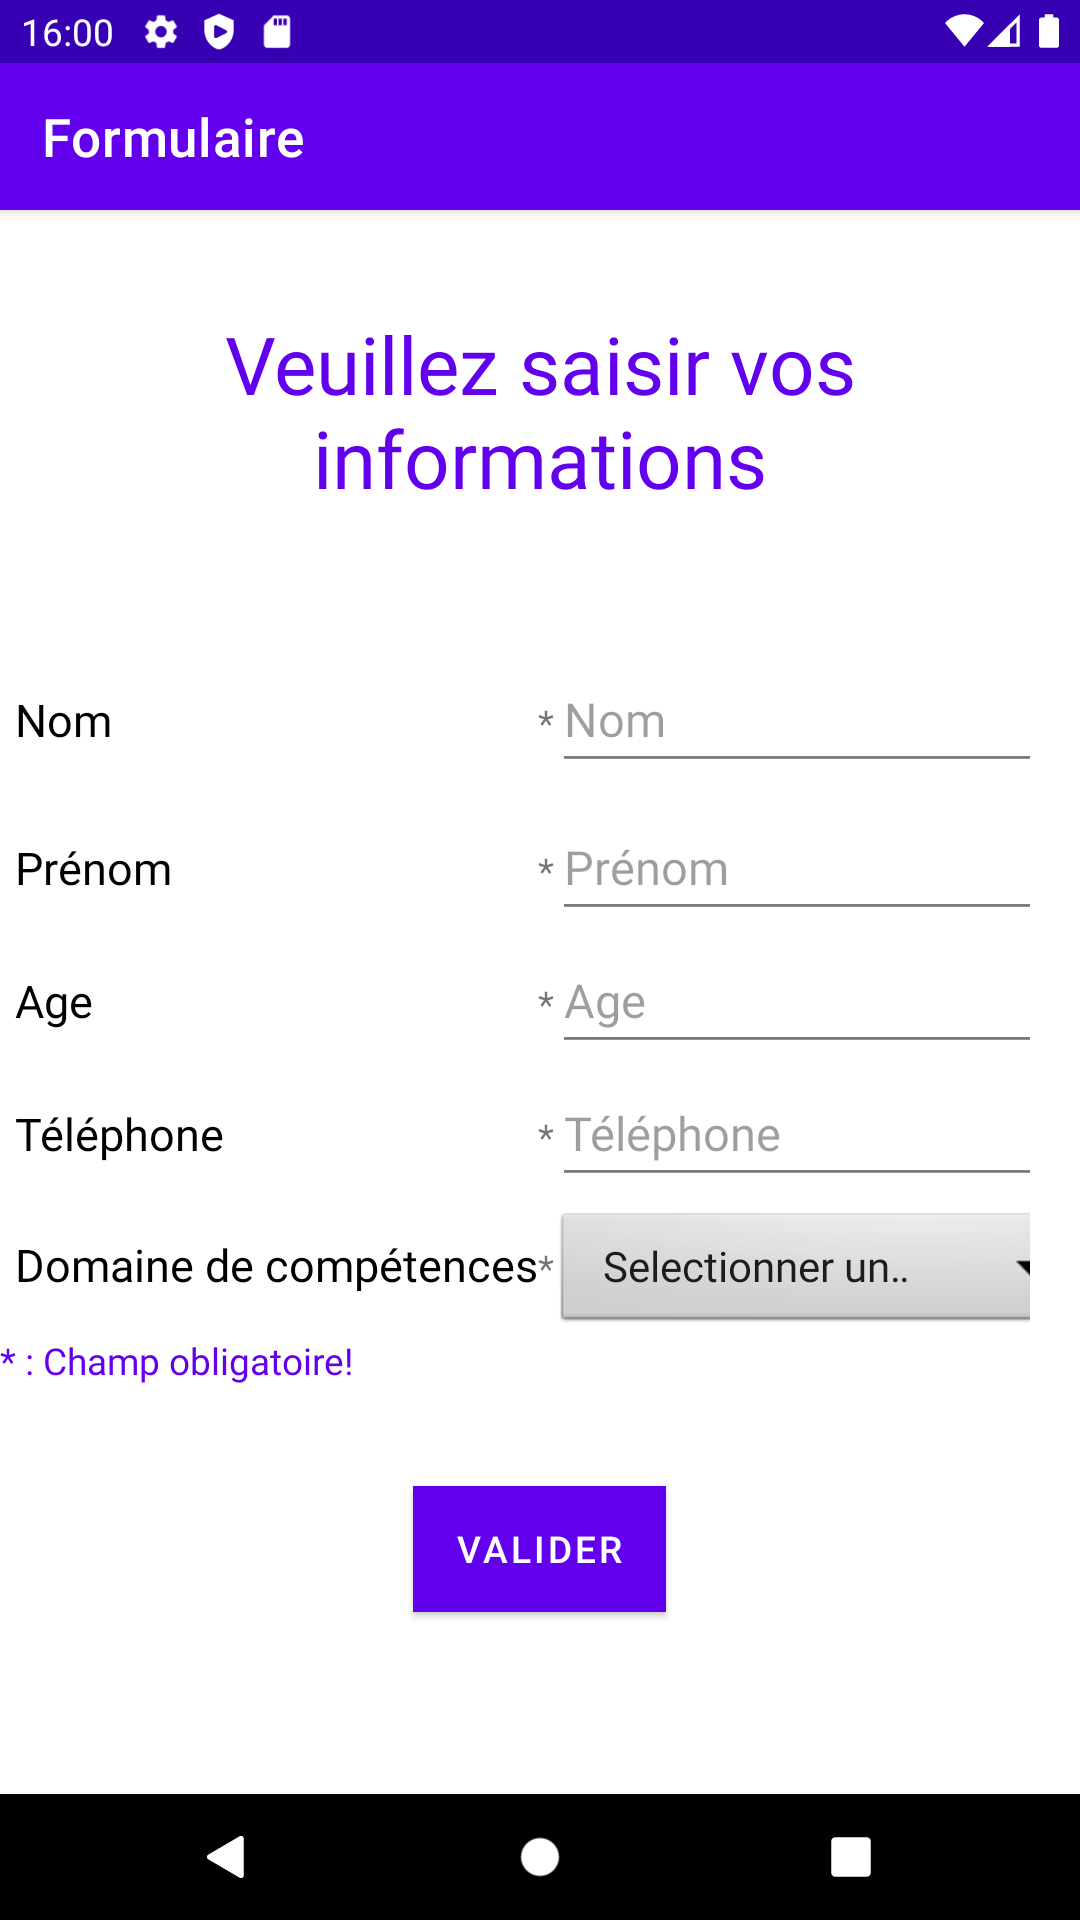 16:00
Formulaire
Veuillez saisir vos
informations
Nom * Nom
Prénom * Prénom
Age * Age
Téléphone * Téléphone
Domaine de compétences* Selectionner un..
* : Champ obligatoire!
VALIDER